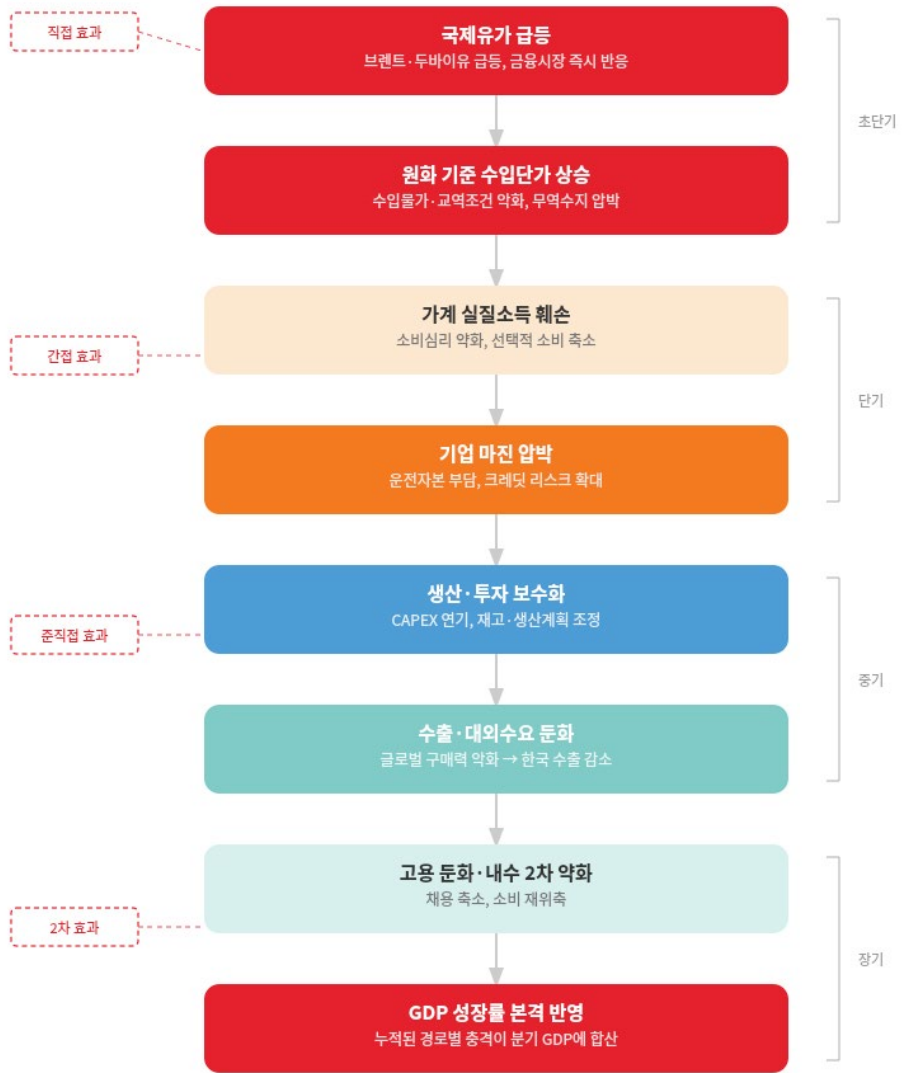 직접 효과
국제유가 급등
브렌트·두바이유 급등, 금융시장 즉시 반응
초단기
원화 기준 수입단가 상승
수입물가·교역조건 악화, 무역수지 압박
가계 실질소득 훼손
소비심리 약화, 선택적 소비 축소
간접 효과
단기
기업 마진 압박
운전자본 부담, 크레딧 리스크 확대
생산·투자 보수화
CAPEX 연기, 재고·생산계획 조정
준직접 효과
중기
수출·대외수요 둔화
글로벌 구매력 악화 → 한국 수출 감소
고용 둔화·내수 2차 약화
채용 축소, 소비 재위축
2차 효과
장기
GDP 성장률 본격 반영
누적된 경로별 충격이 분기 GDP에 합산